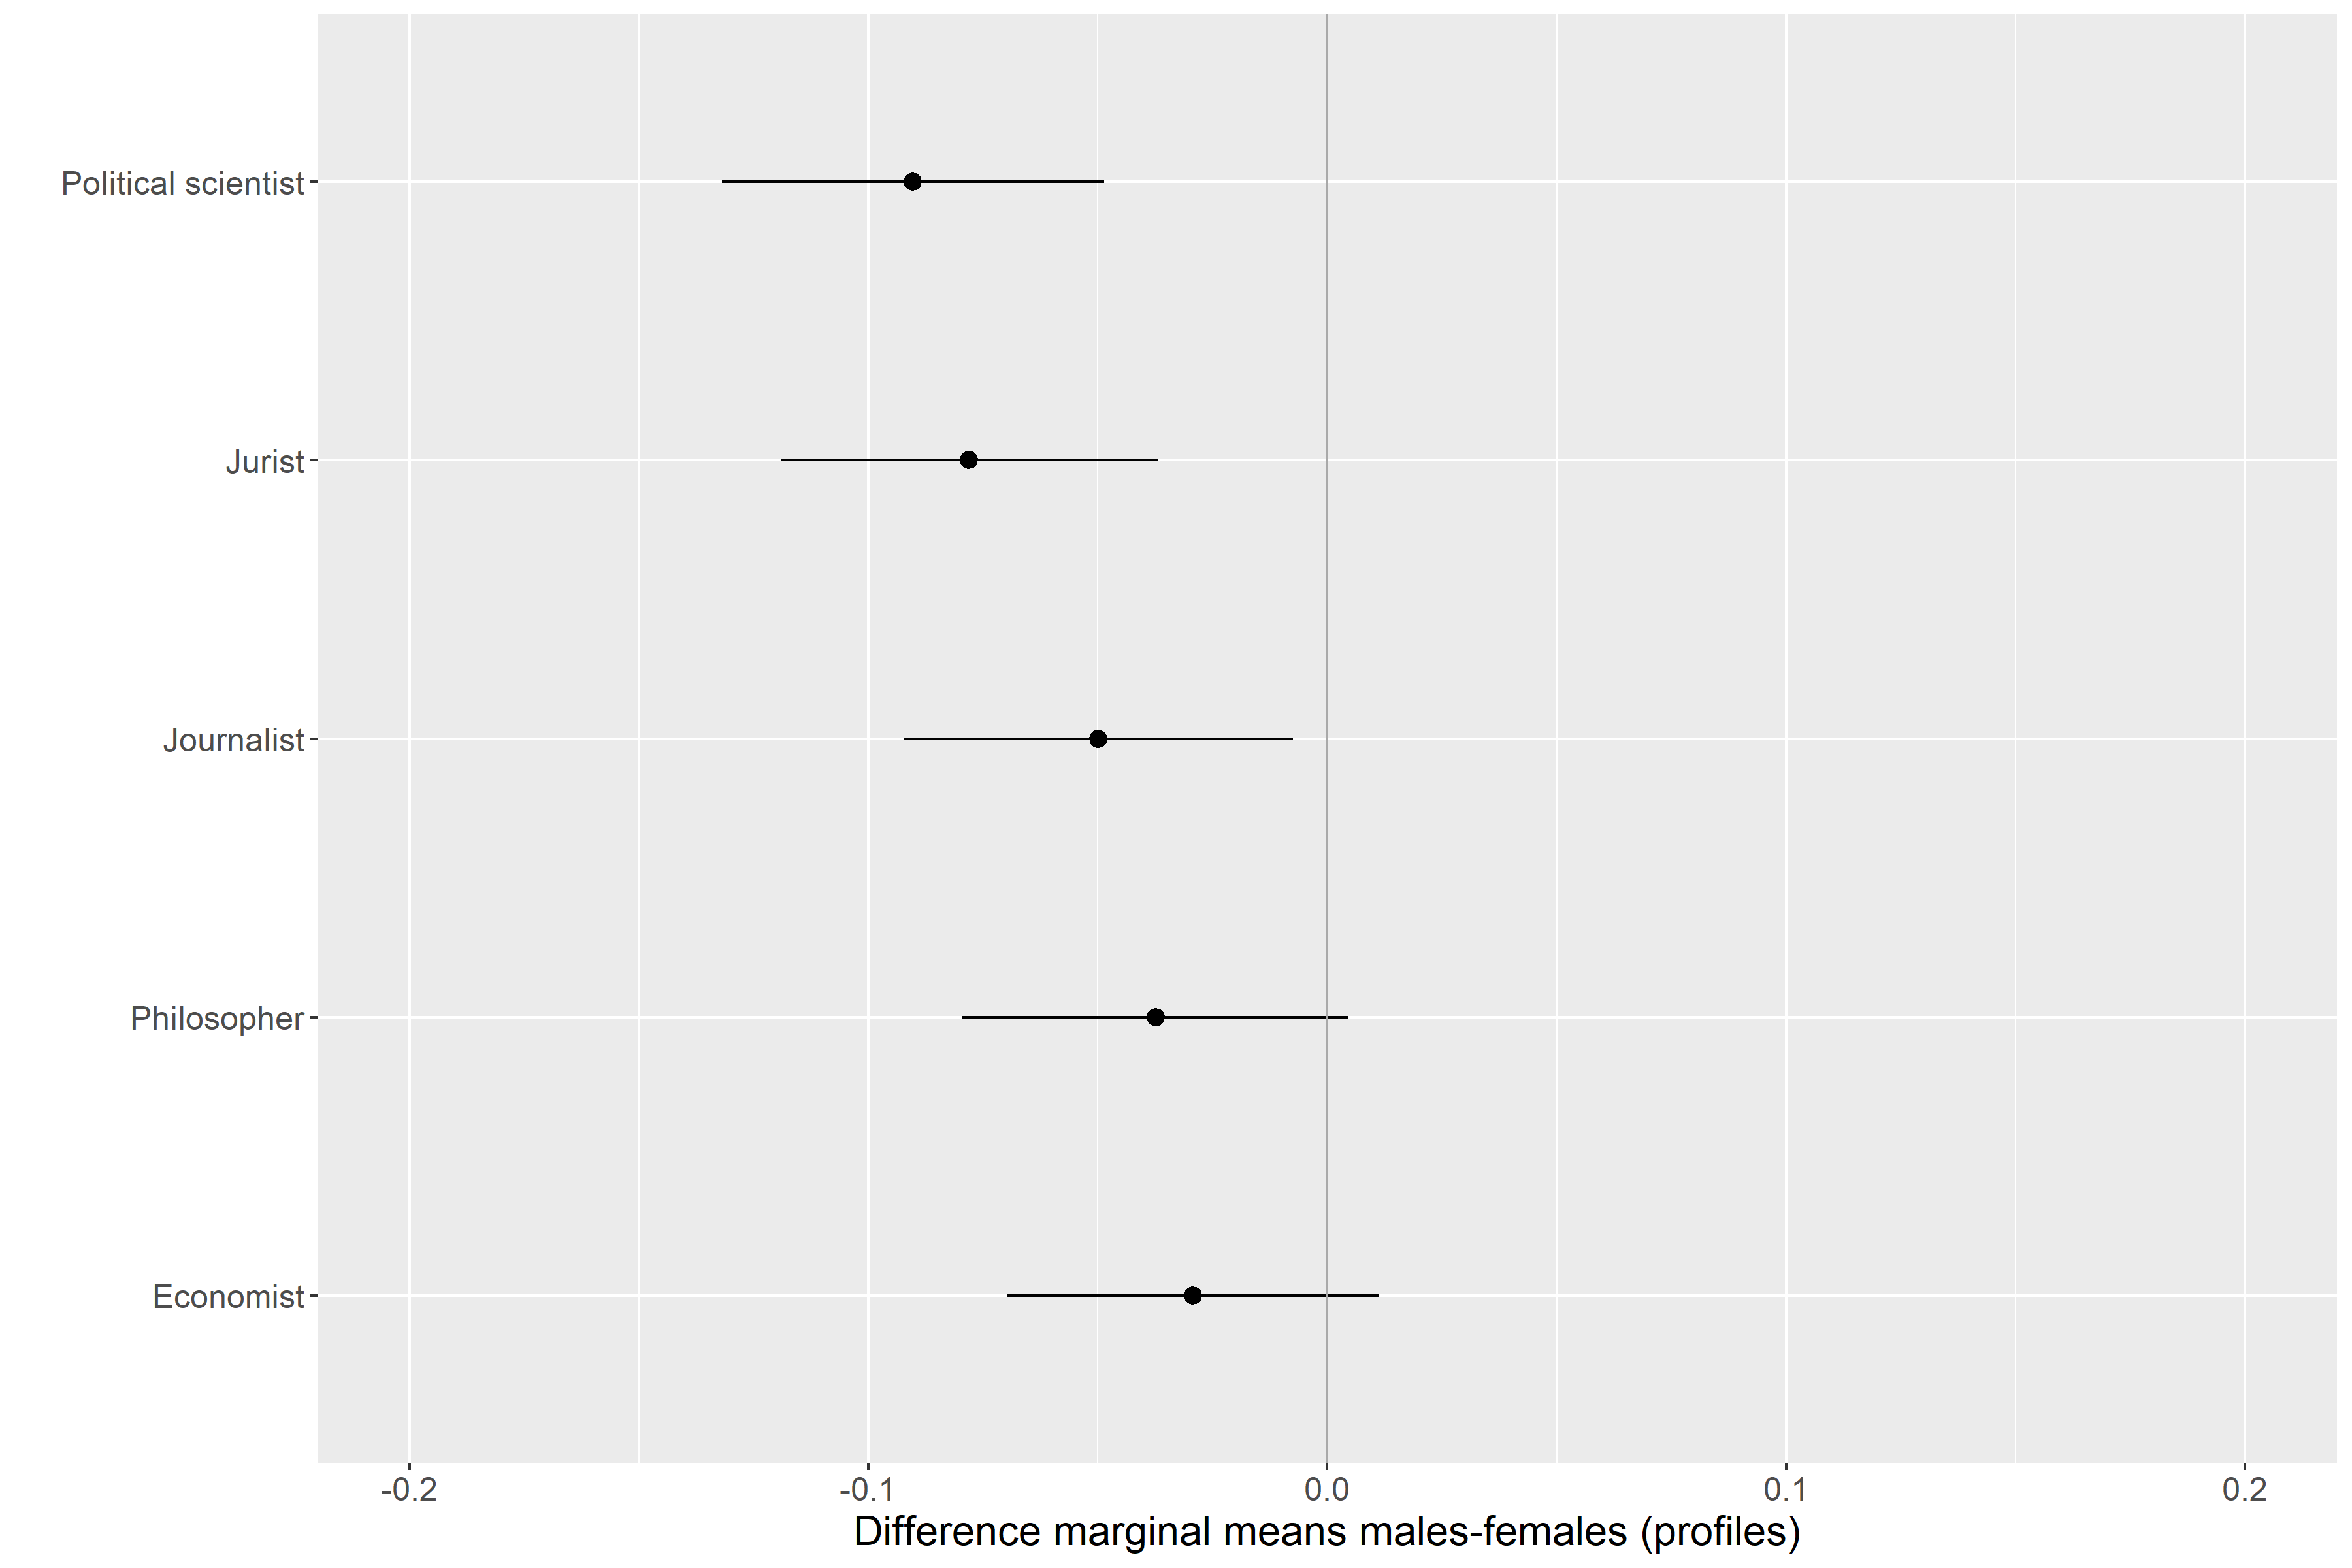 Political scientist
Jurist
Journalist
Philosopher
Economist
-0.2 -0.1 0.0 0.1 0.2
Difference marginal means males-females (profiles)